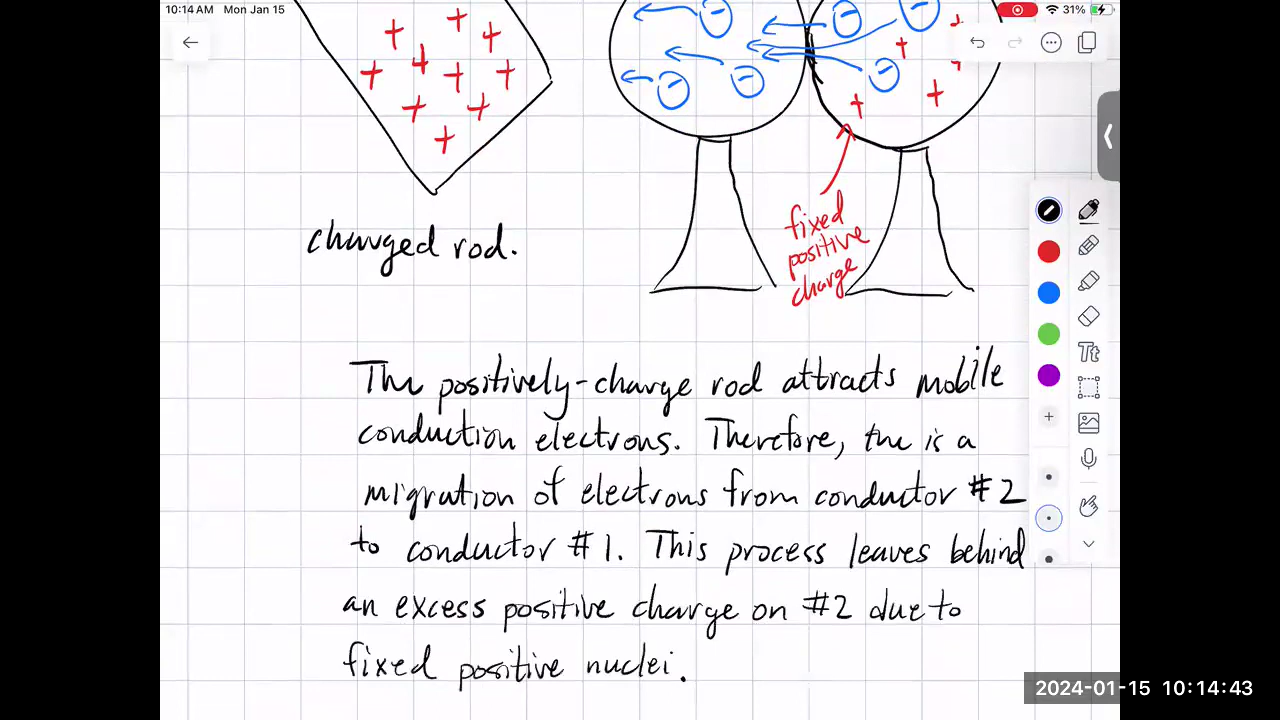 10:14 AM Mon Jan 15
31%
charged rod.
fixed
positive
charge
The positively-charge rod attracts mobile
conduction electrons. Therefore, the is a
migration of electrons from conductor #2
to conductor #1. This process leaves behind
an excess positive charge on #2 due to
fixed positive nuclei.
Tt
2024-01-15 10:14:43